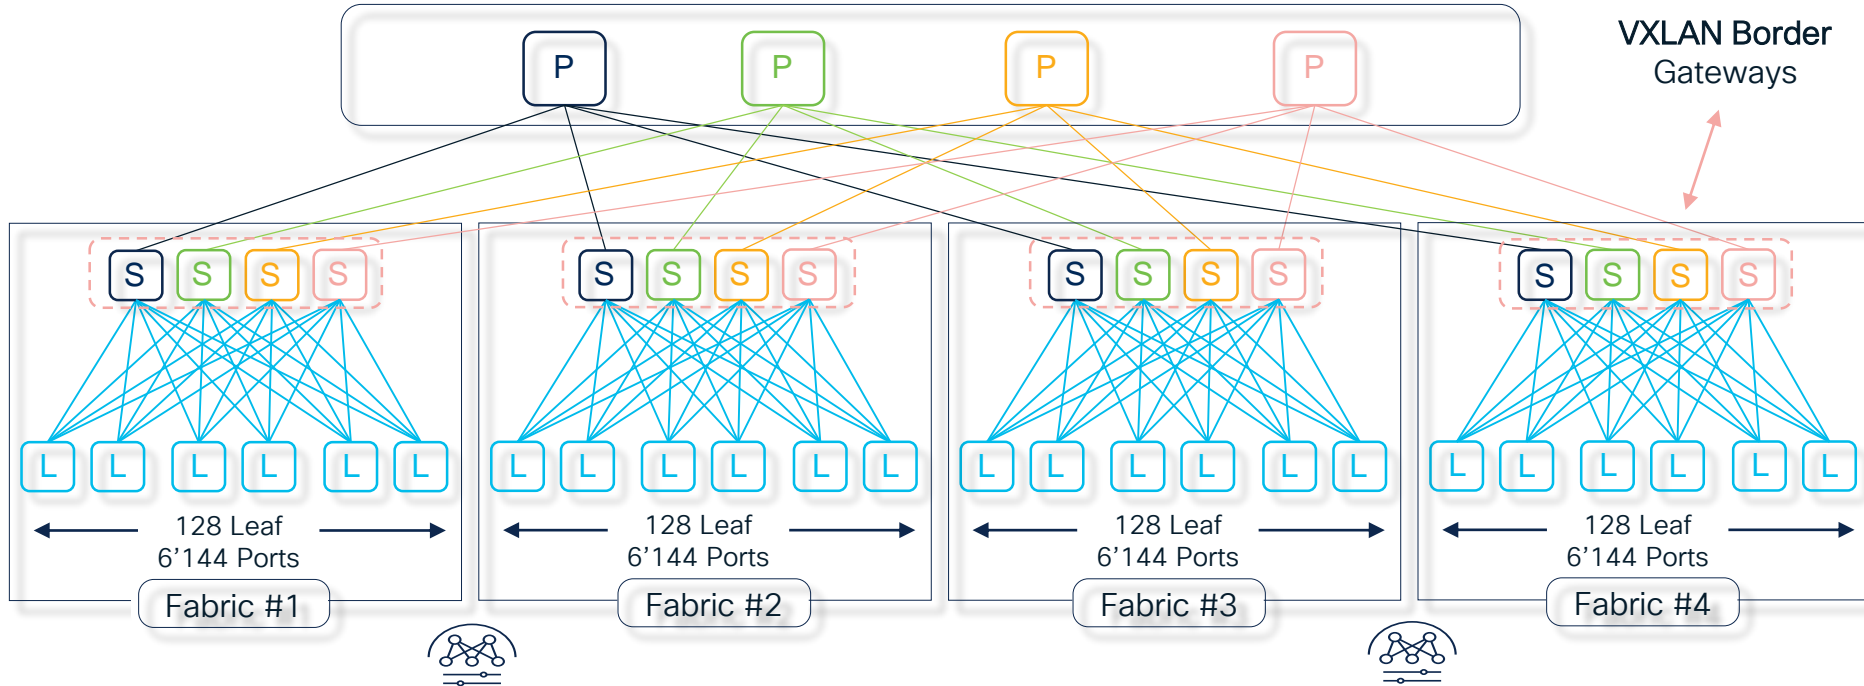 P P P P
VXLAN Border
Gateways
S S S S S S S S S S S S S S S S
L L L L L L L L L L L L L L L L L L L L L L L L
128 Leaf
6’144 Ports
Fabric #1
128 Leaf
6’144 Ports
Fabric #2
128 Leaf
6’144 Ports
Fabric #3
128 Leaf
6’144 Ports
Fabric #4